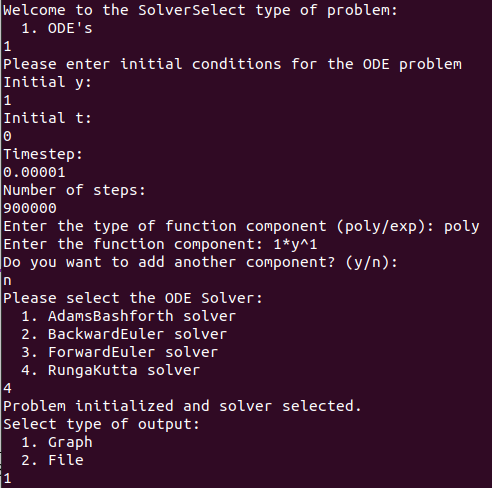 Welcome to the SolverSelect type of problem:
  1. ODE's
1
Please enter initial conditions for the ODE problem
Initial y:
1
Initial t:
0
Timestep:
0.00001
Number of steps:
900000
Enter the type of function component (poly/exp): poly
Enter the function component: 1*y^1
Do you want to add another component? (y/n):
n
Please select the ODE Solver:
  1. AdamsBashforth solver
  2. BackwardEuler solver
  3. ForwardEuler solver
  4. RungaKutta solver
4
Problem initialized and solver selected.
Select type of output:
  1. Graph
  2. File
1